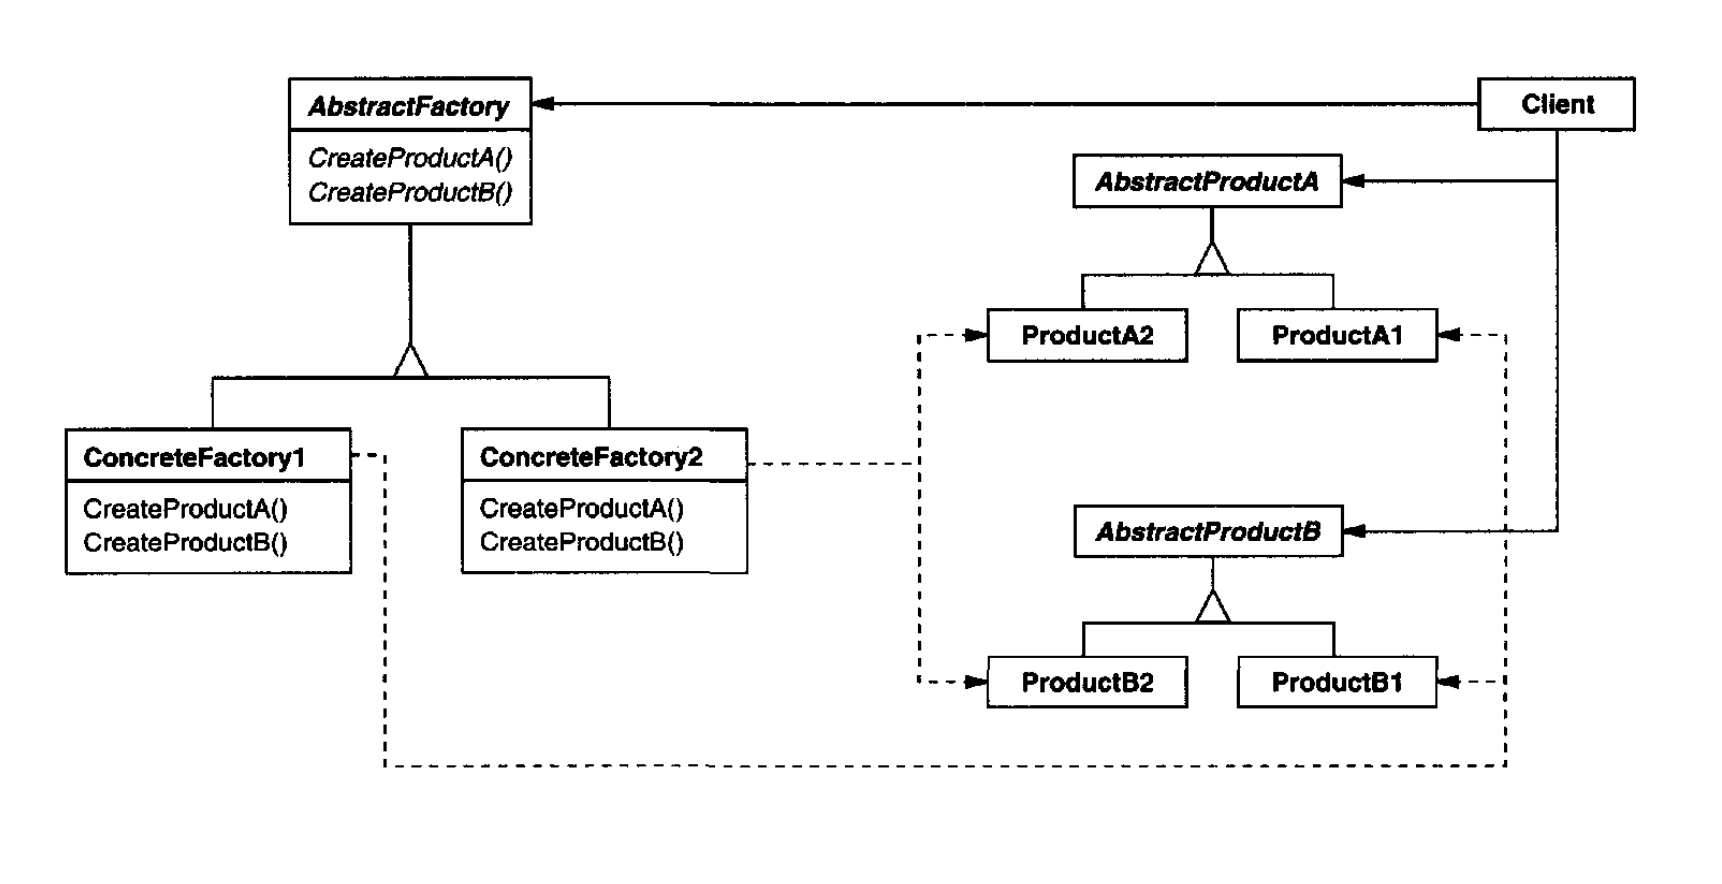 AbstractFactory
CreateProductA()
CreateProductB()
Client
AbstractProductA
ProductA2
ProductA1
ConcreteFactory1
CreateProductA()
CreateProductB()
ConcreteFactory2
CreateProductA()
CreateProductB()
AbstractProductB
ProductB2
ProductB1